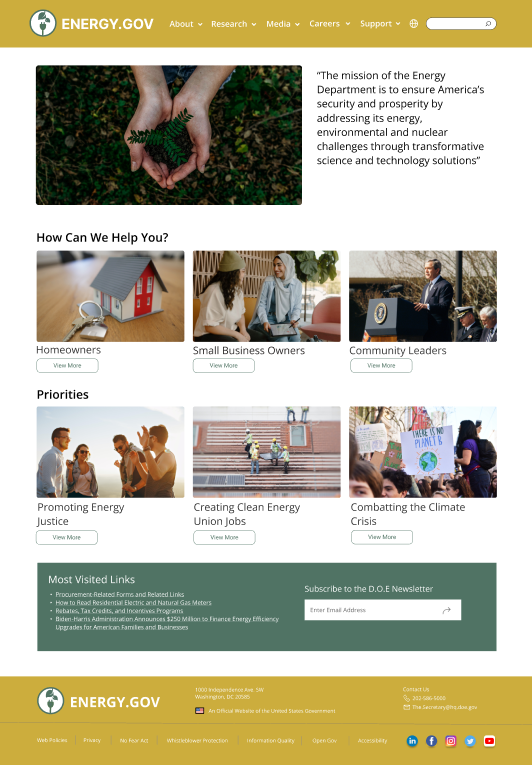 ENERGY.GOV
About Research Media Careers Support
“The mission of the Energy
Department is to ensure America’s
security and prosperity by
addressing its energy,
environmental and nuclear
challenges through transformative
science and technology solutions”
How Can We Help You?
Homeowners
Small Business Owners
Community Leaders
View More
View More
View More
Priorities
THERE IS NO
PLANET B
Promoting Energy
Justice
Creating Clean Energy
Union Jobs
Combatting the Climate
Crisis
View More
View More
View More
Most Visited Links
• Procurement-Related Forms and Related Links
• How to Read Residential Electric and Natural Gas Meters
• Rebates, Tax Credits, and Incentives Programs
• Biden-Harris Administration Announces $250 Million to Finance Energy Efficiency
Upgrades for American Families and Businesses
Subscribe to the D.O.E Newsletter
Enter Email Address
ENERGY.GOV
1000 Independence Ave. SW
Washington, DC 20585
An Official Website of the United States Government
Contact Us
202-586-5000
The.Secretary@hq.doe.gov
Web Policies
Privacy
No Fear Act
Whistleblower Protection
Information Quality
Open Gov
Accessibility